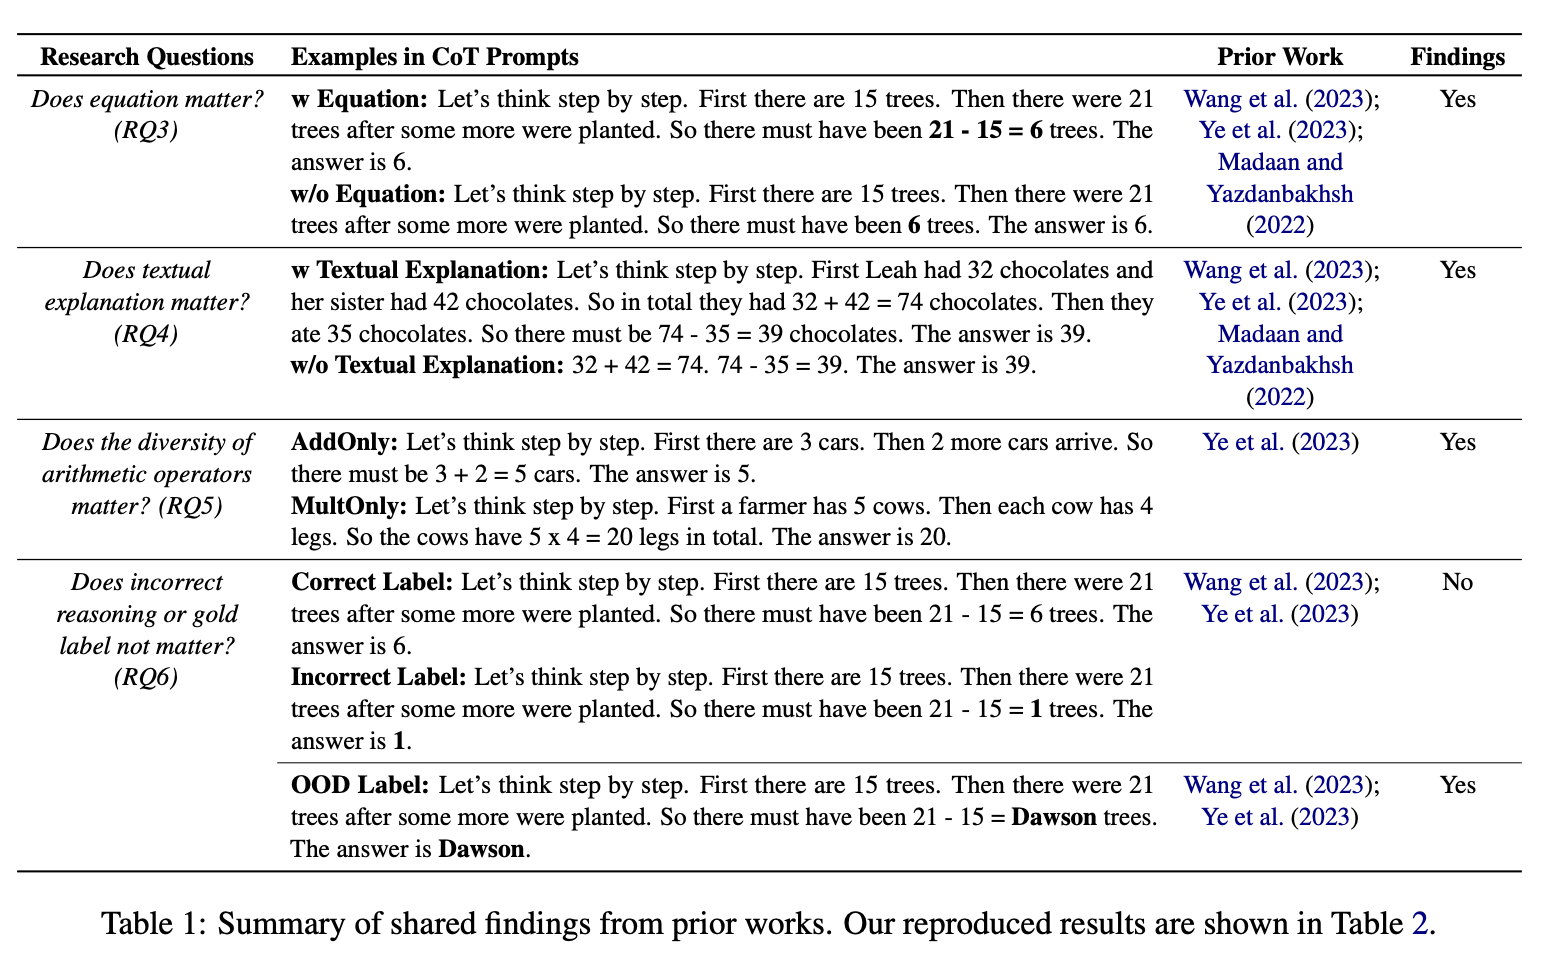 Research Questions Examples in CoT Prompts Prior Work Findings
Does equation matter? (RQ3)
w Equation: Let's think step by step. First there are 15 trees. Then there were 21
trees after some more were planted. So there must have been 21 - 15 = 6 trees. The
answer is 6.
w/o Equation: Let's think step by step. First there are 15 trees. Then there were 21
trees after some more were planted. So there must have been 6 trees. The answer is 6.
Wang et al. (2023);
Ye et al. (2023);
Madaan and
Yazdanbakhsh
(2022)
Yes
Does textual
explanation matter?
(RQ4)
w Textual Explanation: Let's think step by step. First Leah had 32 chocolates and
her sister had 42 chocolates. So in total they had 32 + 42 = 74 chocolates. Then they
ate 35 chocolates. So there must be 74 - 35 = 39 chocolates. The answer is 39.
w/o Textual Explanation: 32 + 42 = 74. 74 - 35 = 39. The answer is 39.
Wang et al. (2023);
Ye et al. (2023);
Madaan and
Yazdanbakhsh
(2022)
Yes
Does the diversity of
arithmetic operators
matter? (RQ5)
AddOnly: Let's think step by step. First there are 3 cars. Then 2 more cars arrive. So
there must be 3 + 2 = 5 cars. The answer is 5.
MultOnly: Let's think step by step. First a farmer has 5 cows. Then each cow has 4
legs. So the cows have 5 x 4 = 20 legs in total. The answer is 20.
Ye et al. (2023)
Yes
Does incorrect
reasoning or gold
label not matter?
(RQ6)
Correct Label: Let's think step by step. First there are 15 trees. Then there were 21
trees after some more were planted. So there must have been 21 - 15 = 6 trees. The
answer is 6.
Incorrect Label: Let's think step by step. First there are 15 trees. Then there were 21
trees after some more were planted. So there must have been 21 - 15 = 1 trees. The
answer is 1.
Wang et al. (2023);
Ye et al. (2023)
No
OOD Label: Let's think step by step. First there are 15 trees. Then there were 21
trees after some more were planted. So there must have been 21 - 15 = Dawson trees.
The answer is Dawson.
Wang et al. (2023);
Ye et al. (2023)
Yes
Table 1: Summary of shared findings from prior works. Our reproduced results are shown in Table 2.